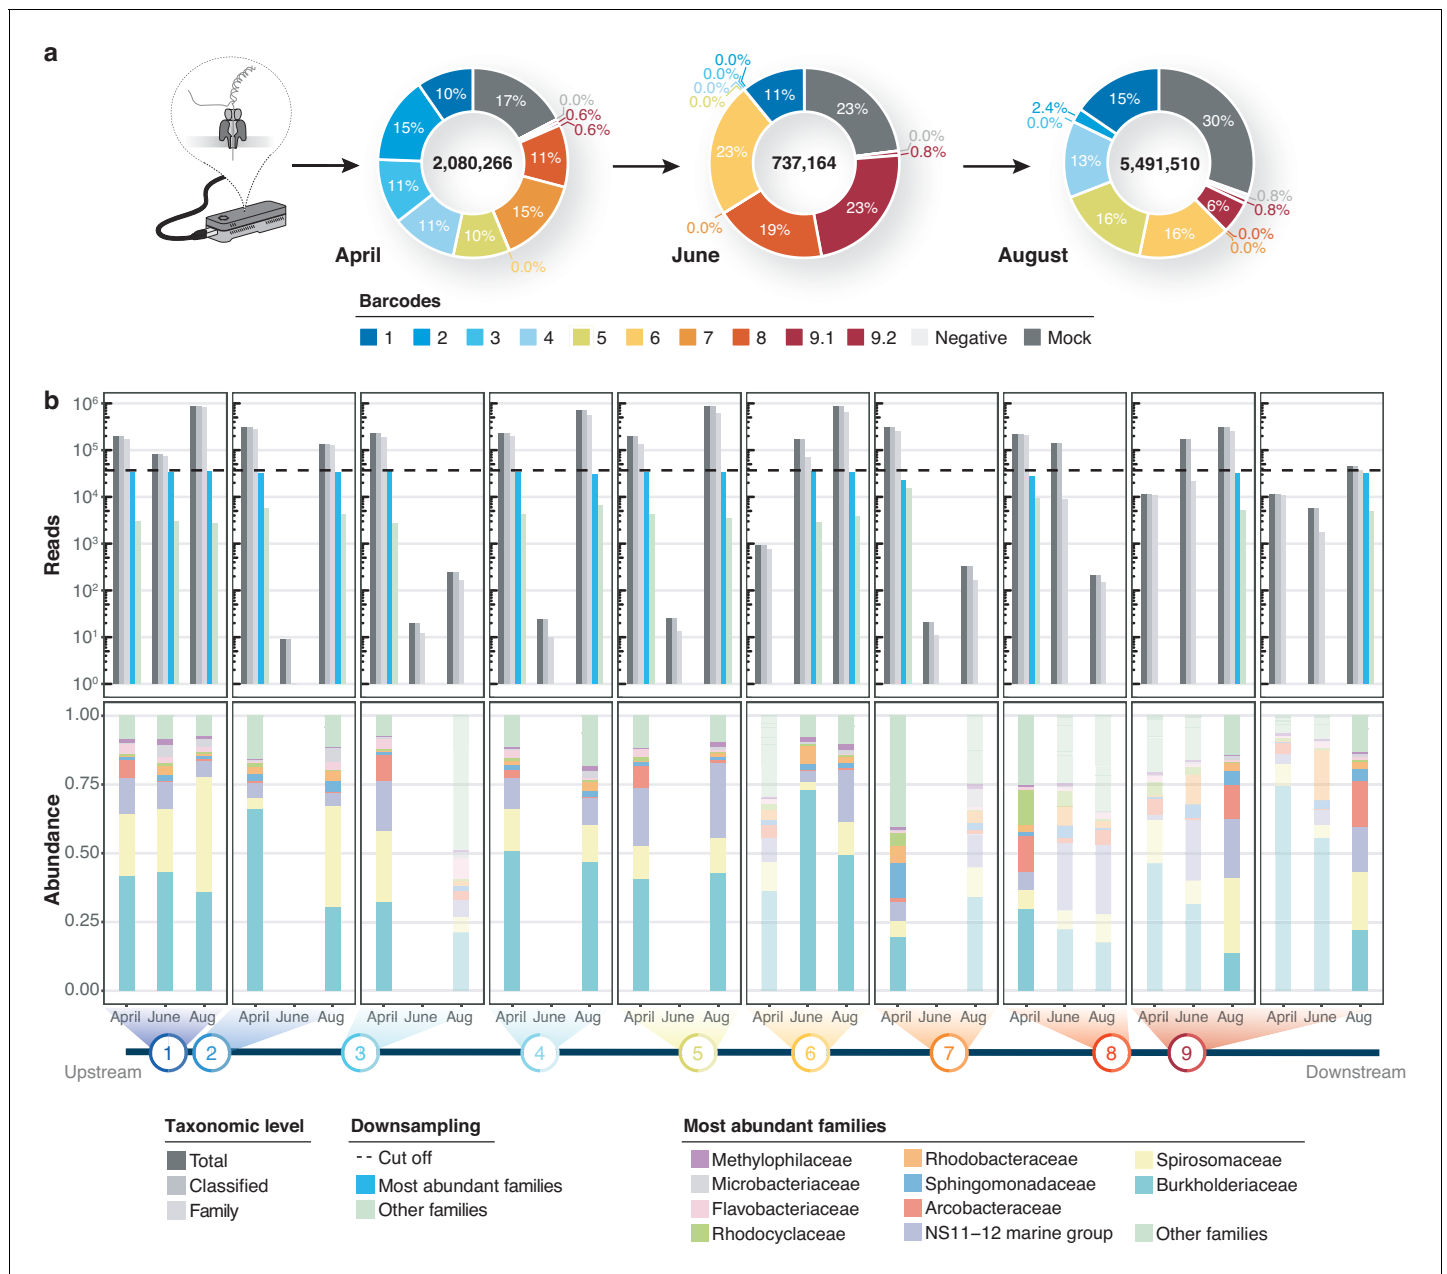 a
0.0%
0.0%
0.0%
0.0%
2.4%
0.0%
10%
17%
0.0%
0.6%
0.6%
15%
11%
11%
15%
11%
10%
0.0%
2,080,266
April
11%
23%
0.0%
0.8%
23%
23%
19%
0.0%
737,164
June
15%
30%
13%
0.8%
0.8%
6%
0.0%
0.0%
16%
16%
5,491,510
August
Barcodes
1 2 3 4 5 6 7 8 9.1 9.2 Negative Mock
b
10⁶
10⁵
10⁴
10³
10²
10¹
10⁰
Reads
1.00
0.75
0.50
0.25
0.00
Abundance
April June Aug April June Aug April June Aug April June Aug April June Aug April June Aug April June Aug April June Aug April June Aug April June Aug
1 2 3 4 5 6 7 8 9
Upstream Downstream
Taxonomic level
Total
Classified
Family
Downsampling
Cut off
Most abundant families
Other families
Most abundant families
Methylophilaceae
Microbacteriaceae
Flavobacteriaceae
Rhodocyclaceae
Rhodobacteraceae
Sphingomonadaceae
Arcobacteraceae
NS11–12 marine group
Spirosomaceae
Burkholderiaceae
Other families